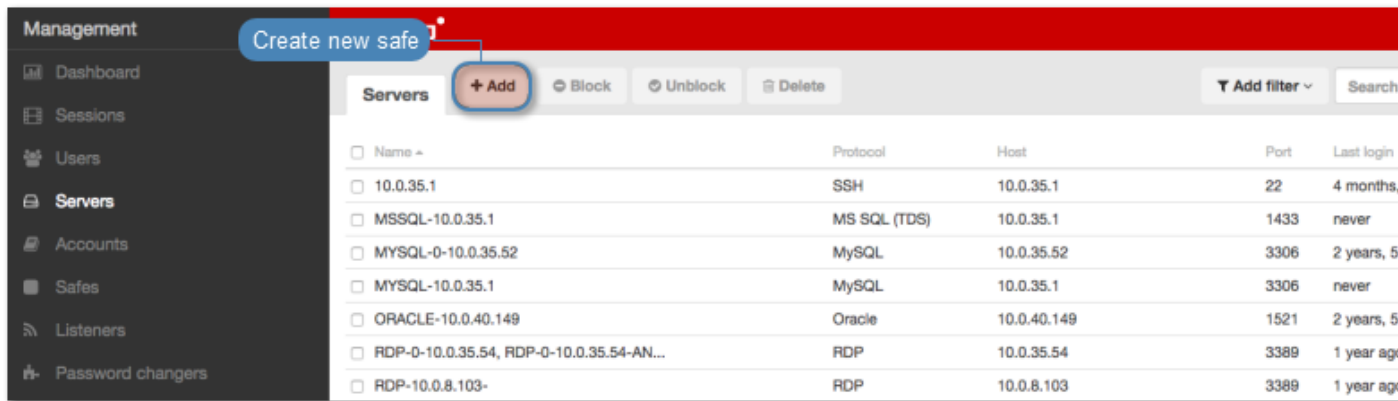 Management
Create new safe
Dashboard
Sessions
Users
Servers
Accounts
Safes
Listeners
Password changers
Servers + Add Block Unblock Delete Add filter Search
Name Protocol Host Port Last login
10.0.35.1 SSH 10.0.35.1 22 4 months,
MSSQL-10.0.35.1 MS SQL (TDS) 10.0.35.1 1433 never
MYSQL-0-10.0.35.52 MySQL 10.0.35.52 3306 2 years, 5
MYSQL-10.0.35.1 MySQL 10.0.35.1 3306 never
ORACLE-10.0.40.149 Oracle 10.0.40.149 1521 2 years, 5
RDP-0-10.0.35.54, RDP-0-10.0.35.54-AN... RDP 10.0.35.54 3389 1 year ago
RDP-10.0.8.103- RDP 10.0.8.103 3389 1 year ago